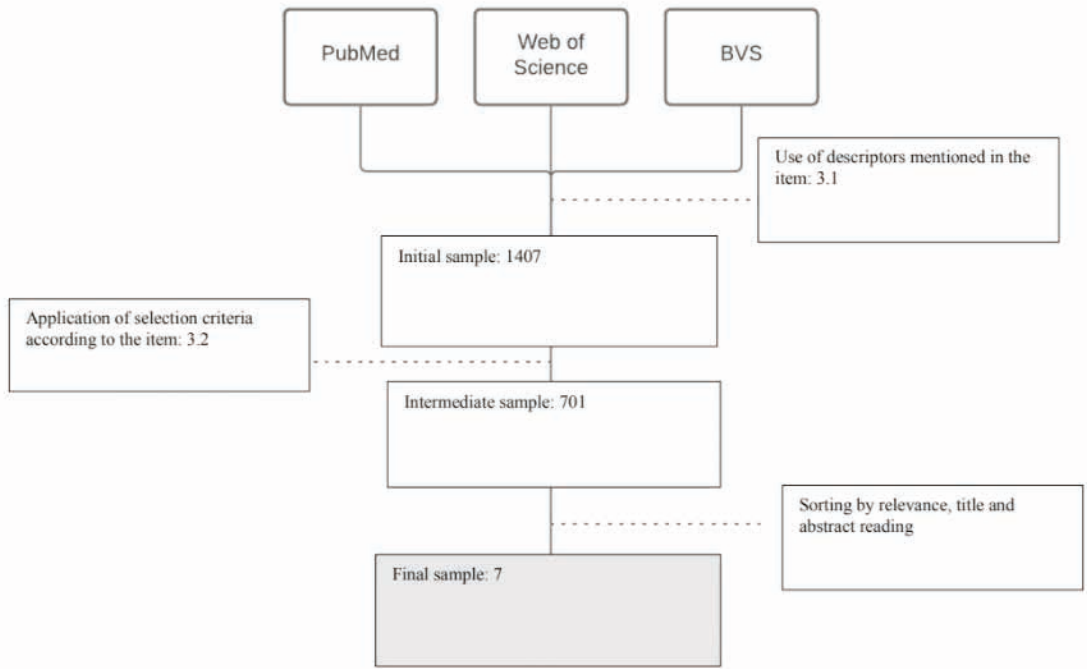 PubMed
Web of
Science
BVS
Use of descriptors mentioned in the
item: 3.1
Initial sample: 1407
Application of selection criteria
according to the item: 3.2
Intermediate sample: 701
Sorting by relevance, title and
abstract reading
Final sample: 7